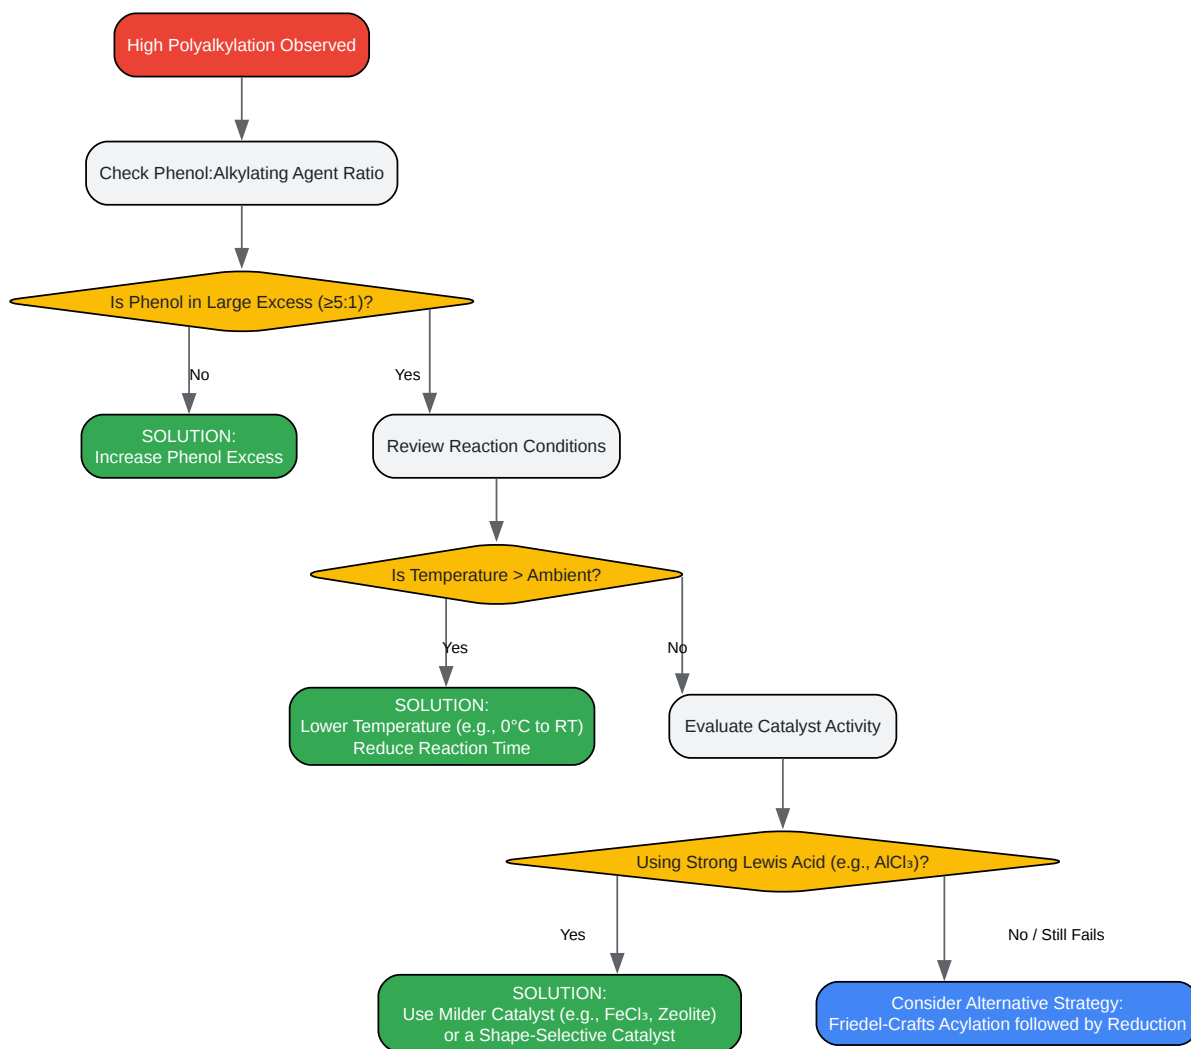 High Polyalkylation Observed
Check Phenol:Alkylating Agent Ratio
Is Phenol in Large Excess (≥5:1)?
No
Yes
SOLUTION:
Increase Phenol Excess
Review Reaction Conditions
Is Temperature > Ambient?
Yes
No
SOLUTION:
Lower Temperature (e.g., 0°C to RT)
Reduce Reaction Time
Evaluate Catalyst Activity
Using Strong Lewis Acid (e.g., AlCl₃)?
Yes
No / Still Fails
SOLUTION:
Use Milder Catalyst (e.g., FeCl₃, Zeolite)
or a Shape-Selective Catalyst
Consider Alternative Strategy:
Friedel-Crafts Acylation followed by Reduction